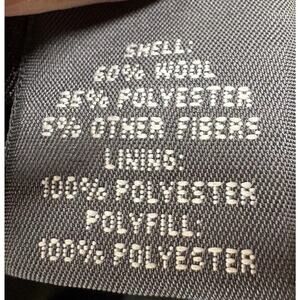 SHELL:
60% WOOL
35% POLYESTER
5% OTHER FIBERS
LINING:
100% POLYESTER
POLYFILL:
100% POLYESTER